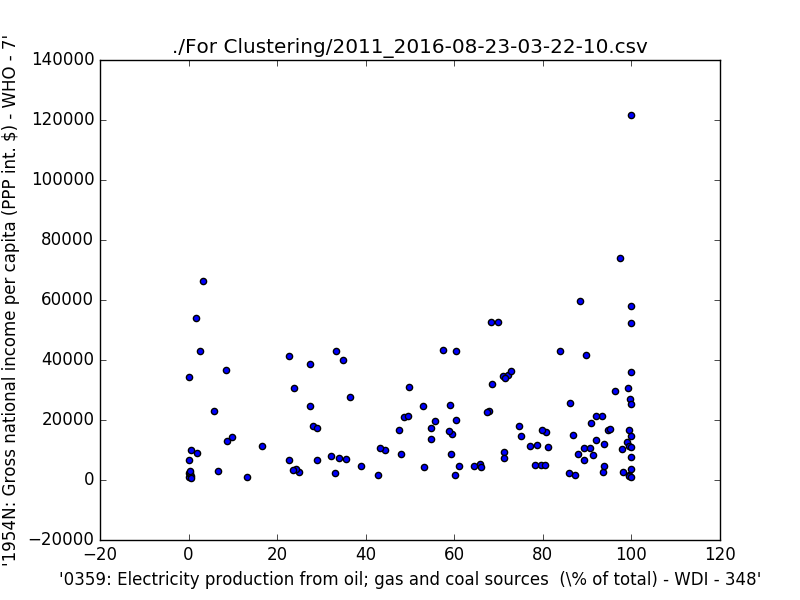 ./For Clustering/2011_2016-08-23-03-22-10.csv
'1954N: Gross national income per capita (PPP int. $) - WHO - 7'
140000
120000
100000
80000
60000
40000
20000
0
−20000
−20 0 20 40 60 80 100 120
'0359: Electricity production from oil; gas and coal sources  (\% of total) - WDI - 348'